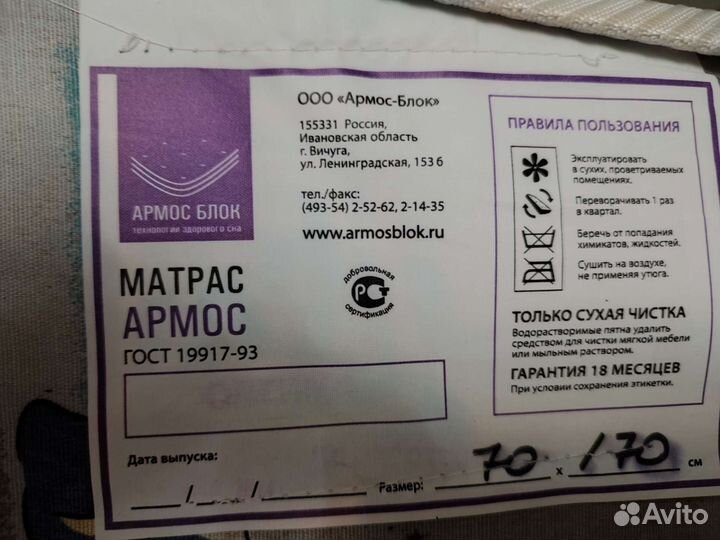 АРМОС БЛОК
технологии здорового сна
МАТРАС
АРМОС
ГОСТ 19917-93
ООО «Армос-Блок»
155331 Россия,
Ивановская область
г. Вичуга,
ул. Ленинградская, 153 б
тел./факс:
(493-54) 2-52-62, 2-14-35
www.armosblok.ru
добровольная
РСТ
сертификация
ПРАВИЛА ПОЛЬЗОВАНИЯ
Эксплуатировать
в сухих, проветриваемых
помещениях.
Переворачивать 1 раз
в квартал.
Беречь от попадания
химикатов, жидкостей.
Сушить на воздухе,
не применяя утюга.
ТОЛЬКО СУХАЯ ЧИСТКА
Водорастворимые пятна удалить
средством для чистки мягкой мебели
или мыльным раствором.
ГАРАНТИЯ 18 МЕСЯЦЕВ
При условии сохранения этикетки.
Дата выпуска:
/ /
Размер: 70 x 170 см
Avito